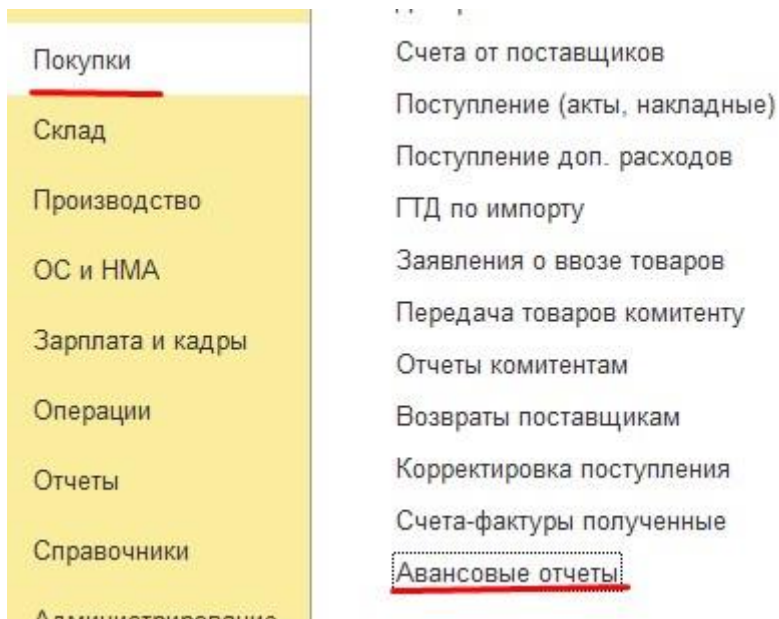 Покупки
Склад
Производство
ОС и НМА
Зарплата и кадры
Операции
Отчеты
Справочники
Администрирование
Счета от поставщиков
Поступление (акты, накладные)
Поступление доп. расходов
ГТД по импорту
Заявления о ввозе товаров
Передача товаров комитенту
Отчеты комитентам
Возвраты поставщикам
Корректировка поступления
Счета-фактуры полученные
Авансовые отчеты